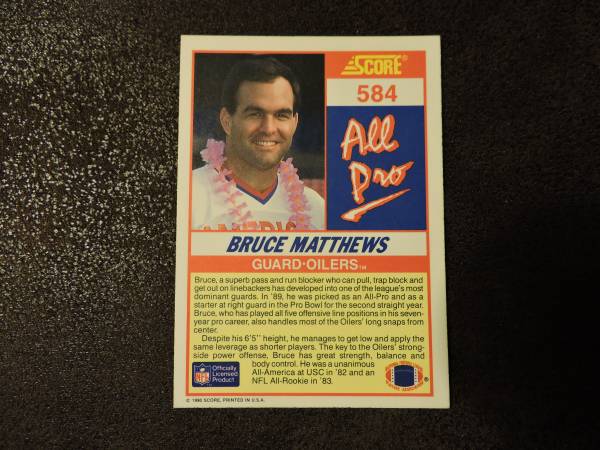 SCORE®
584
All
Pro
AMERICA
BRUCE MATTHEWS
GUARD•OILERS™
Bruce, a superb pass and run blocker who can pull, trap block and
get out on linebackers has developed into one of the league's most
dominant guards. In '89, he was picked as an All-Pro and as a
starter at right guard in the Pro Bowl for the second straight year.
Bruce, who has played all five offensive line positions in his seven-
year pro career, also handles most of the Oilers' long snaps from
center.
Despite his 6'5" height, he manages to get low and apply the
same leverage as shorter players. The key to the Oilers' strong-
side power offense, Bruce has great strength, balance and
body control. He was a unanimous
All-America at USC in '82 and an
NFL All-Rookie in '83.
NFL
Officially
Licensed
Product
®
© 1990 SCORE, PRINTED IN U.S.A.